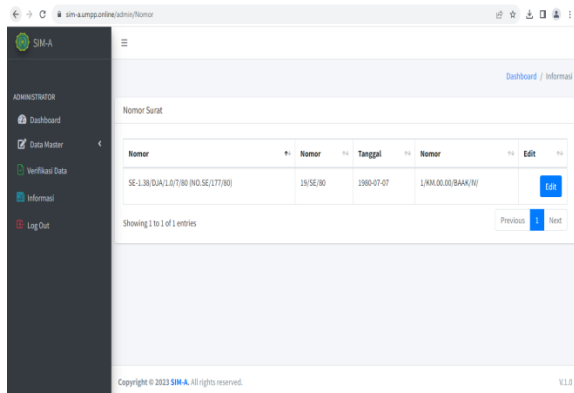 sim-a.umpp.online/admin/Nomor
SIM-A
Dashboard / Informasi
ADMINISTRATOR
Dashboard
Data Master
Verifikasi Data
Informasi
Log Out
Nomor Surat
Nomor Nomor Tanggal Nomor Edit
SE-1.38/DJA/1.0/7/80 (NO.SE/177/80) 19/SE/80 1980-07-07 1/KM.00.00/BAAK/IV/ Edit
Showing 1 to 1 of 1 entries
Previous 1 Next
Copyright © 2023 SIM-A. All rights reserved.
V.1.0